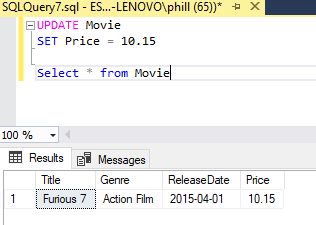 SQLQuery7.sql - ES...-LENOVO\phill (65))*
UPDATE Movie
SET Price = 10.15
Select * from Movie
100 %
Results Messages
Title Genre ReleaseDate Price
1 Furious 7 Action Film 2015-04-01 10.15